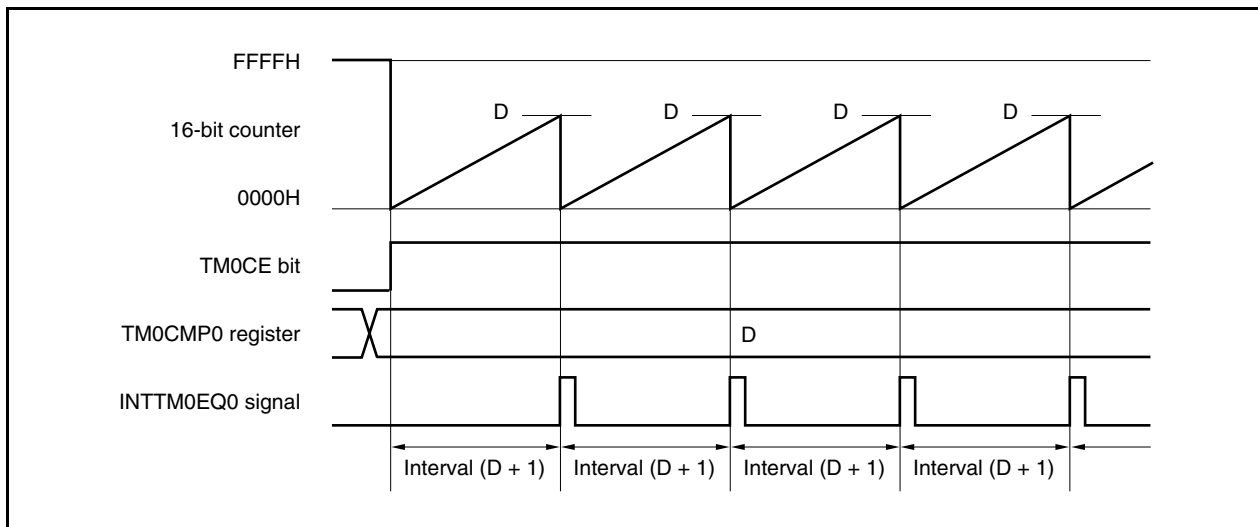 FFFFH
D D D D
16-bit counter
0000H
TM0CE bit
TM0CMP0 register
D
INTTM0EQ0 signal
Interval (D + 1) Interval (D + 1) Interval (D + 1) Interval (D + 1)